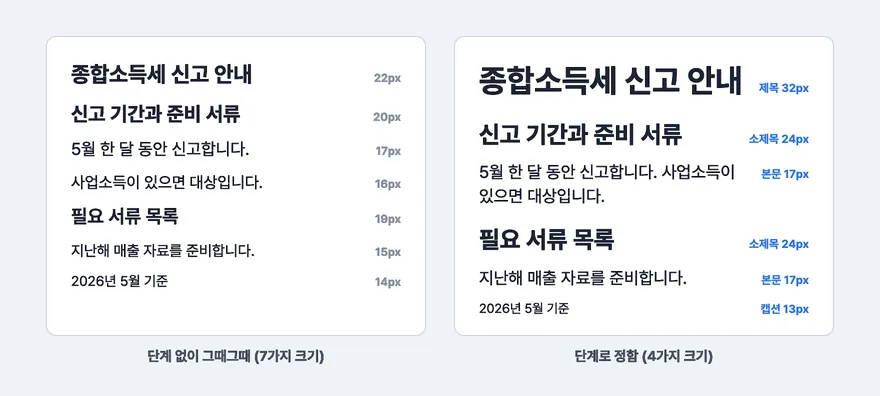 종합소득세 신고 안내 22px
신고 기간과 준비 서류 20px
5월 한 달 동안 신고합니다. 17px
사업소득이 있으면 대상입니다. 16px
필요 서류 목록 19px
지난해 매출 자료를 준비합니다. 15px
2026년 5월 기준 14px
단계 없이 그때그때 (7가지 크기)
종합소득세 신고 안내 제목 32px
신고 기간과 준비 서류 소제목 24px
5월 한 달 동안 신고합니다. 사업소득이 본문 17px
있으면 대상입니다.
필요 서류 목록 소제목 24px
지난해 매출 자료를 준비합니다. 본문 17px
2026년 5월 기준 캡션 13px
단계로 정함 (4가지 크기)